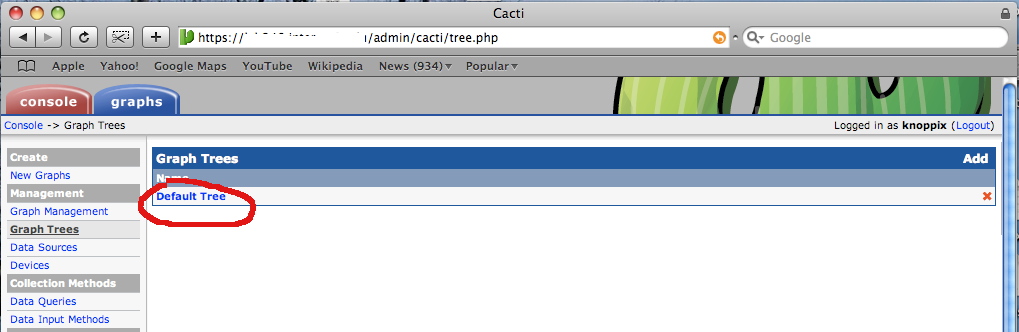 Cacti
https:// /admin/cacti/tree.php
Google
Apple Yahoo! Google Maps YouTube Wikipedia News (934) Popular
console graphs
Console -> Graph Trees
Logged in as knoppix (Logout)
Create
New Graphs
Management
Graph Management
Graph Trees
Data Sources
Devices
Collection Methods
Data Queries
Data Input Methods
Graph Trees Add
Name
Default Tree